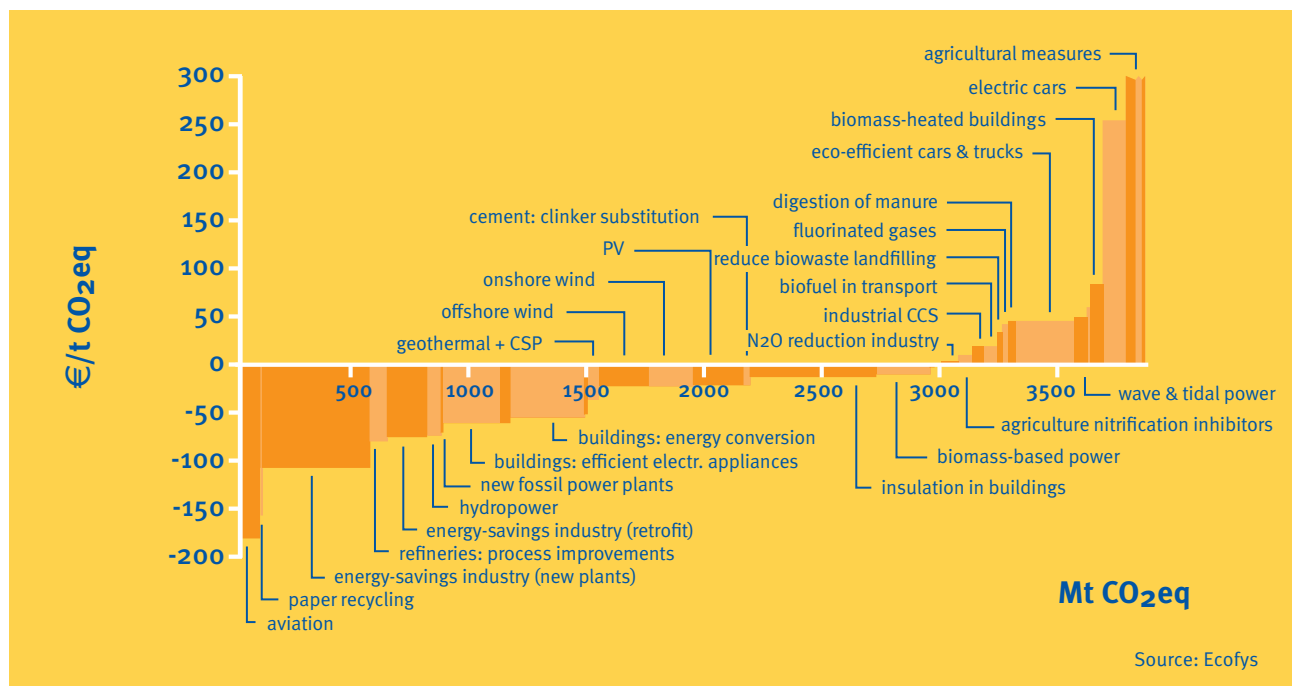 agricultural measures
300
electric cars
250
biomass-heated buildings
eco-efficient cars & trucks
200
digestion of manure
cement: clinker substitution
150
fluorinated gases
PV
reduce biowaste landfilling
100
onshore wind
biofuel in transport
offshore wind
industrial CCS
50
geothermal + CSP
N2O reduction industry
0
500
1000
1500
2000
2500
3000
3500
wave & tidal power
-50
agriculture nitrification inhibitors
buildings: energy conversion
biomass-based power
-100
buildings: efficient electr. appliances
new fossil power plants
insulation in buildings
-150
hydropower
energy-savings industry (retrofit)
-200
refineries: process improvements
energy-savings industry (new plants)
paper recycling
aviation
€/t CO2eq
Mt CO2eq
Source: Ecofys